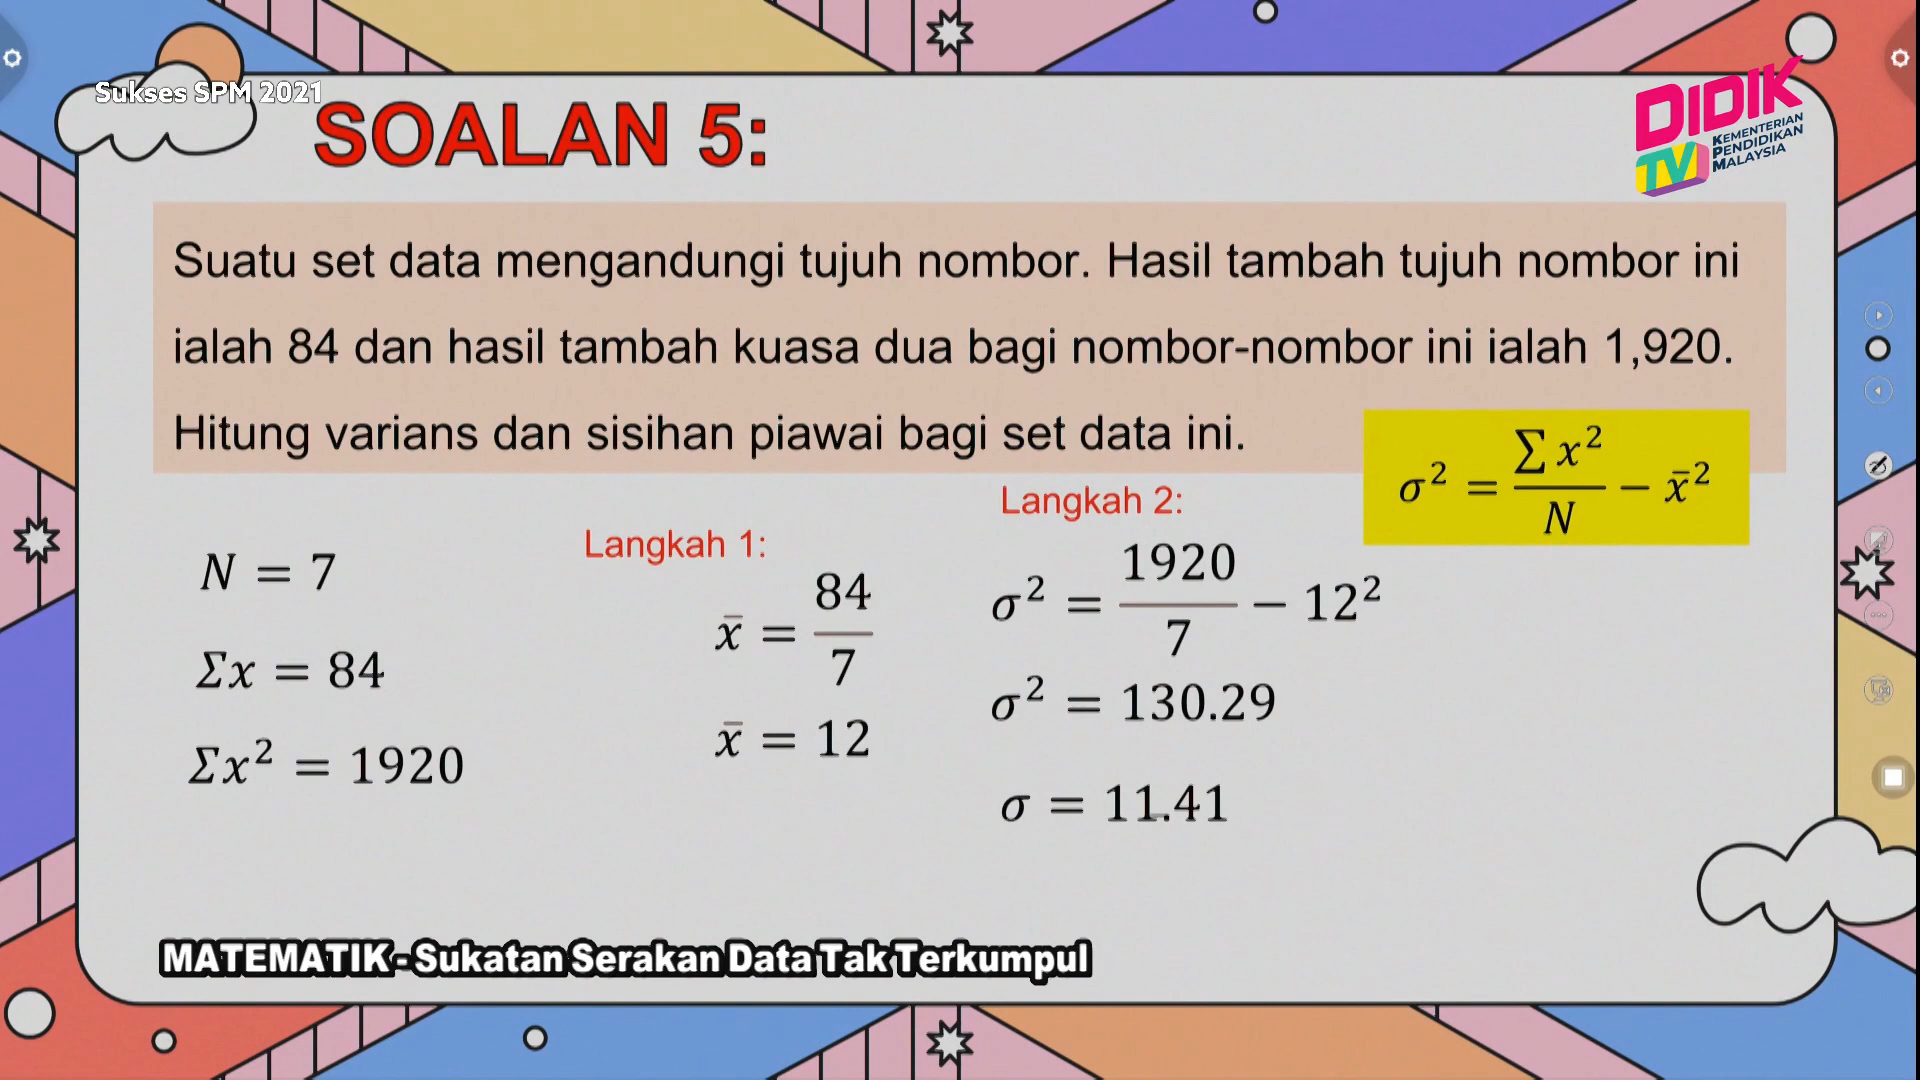 Sukses SPM 2021
SOALAN 5:
DIDIK
TV
KEMENTERIAN
PENDIDIKAN
MALAYSIA
Suatu set data mengandungi tujuh nombor. Hasil tambah tujuh nombor ini
ialah 84 dan hasil tambah kuasa dua bagi nombor-nombor ini ialah 1,920.
Hitung varians dan sisihan piawai bagi set data ini.
σ² = ∑x²/N − x̄²
N = 7
Σx = 84
Σx² = 1920
Langkah 1:
x̄ = 84/7
x̄ = 12
Langkah 2:
σ² = 1920/7 − 12²
σ² = 130.29
σ = 11.41
MATEMATIK - Sukatan Serakan Data Tak Terkumpul